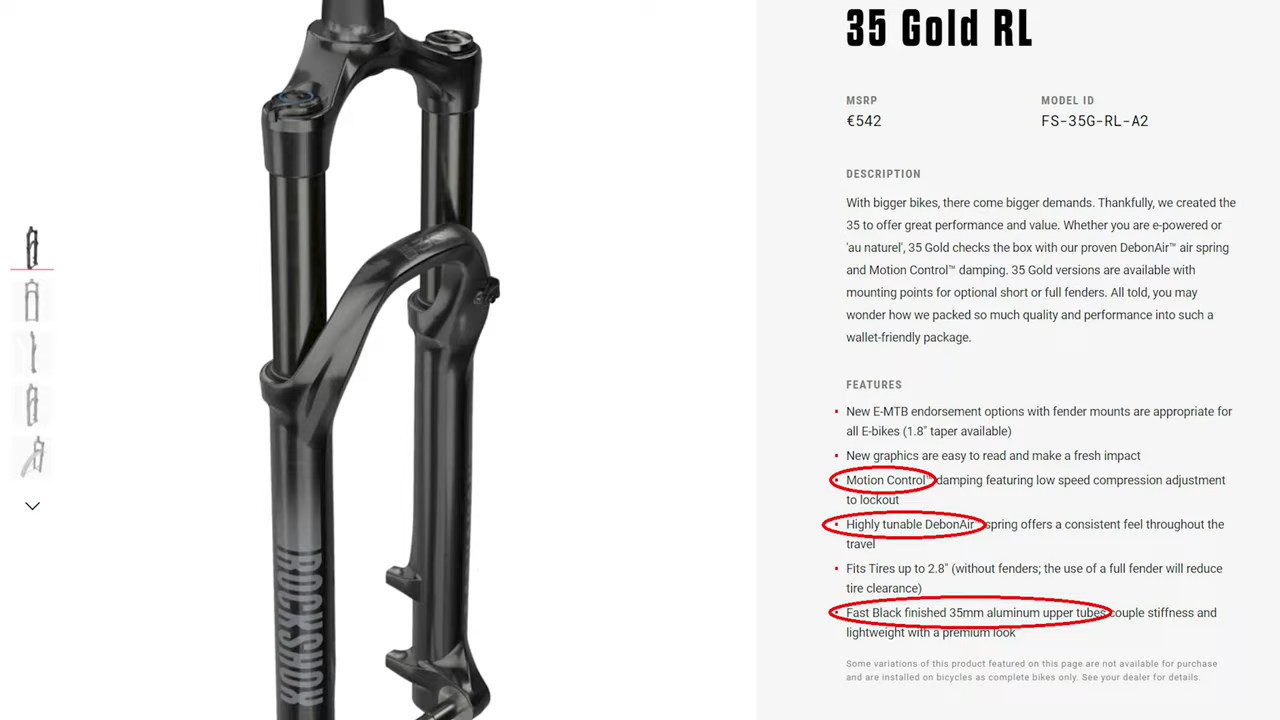 35 Gold RL
MSRP
MODEL ID
€542
FS-35G-RL-A2
DESCRIPTION
With bigger bikes, there come bigger demands. Thankfully, we created the
35 to offer great performance and value. Whether you are e-powered or
'au naturel', 35 Gold checks the box with our proven DebonAir™ air spring
and Motion Control™ damping. 35 Gold versions are available with
mounting points for optional short or full fenders. All told, you may
wonder how we packed so much quality and performance into such a
wallet-friendly package.
FEATURES
New E-MTB endorsement options with fender mounts are appropriate for
all E-bikes (1.8" taper available)
New graphics are easy to read and make a fresh impact
Motion Control™ damping featuring low speed compression adjustment
to lockout
Highly tunable DebonAir™ spring offers a consistent feel throughout the
travel
Fits Tires up to 2.8" (without fenders; the use of a full fender will reduce
tire clearance)
Fast Black finished 35mm aluminum upper tubes couple stiffness and
lightweight with a premium look
Some variations of this product featured on this page are not available for purchase
and are installed on bicycles as complete bikes only. See your dealer for details.
ROCKSHOX